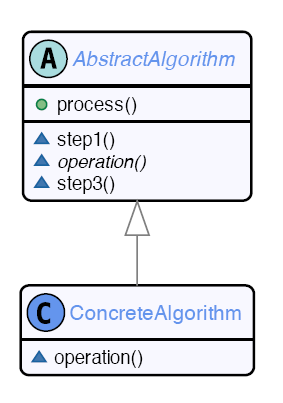 A AbstractAlgorithm
process()
step1()
operation()
step3()
C ConcreteAlgorithm
operation()